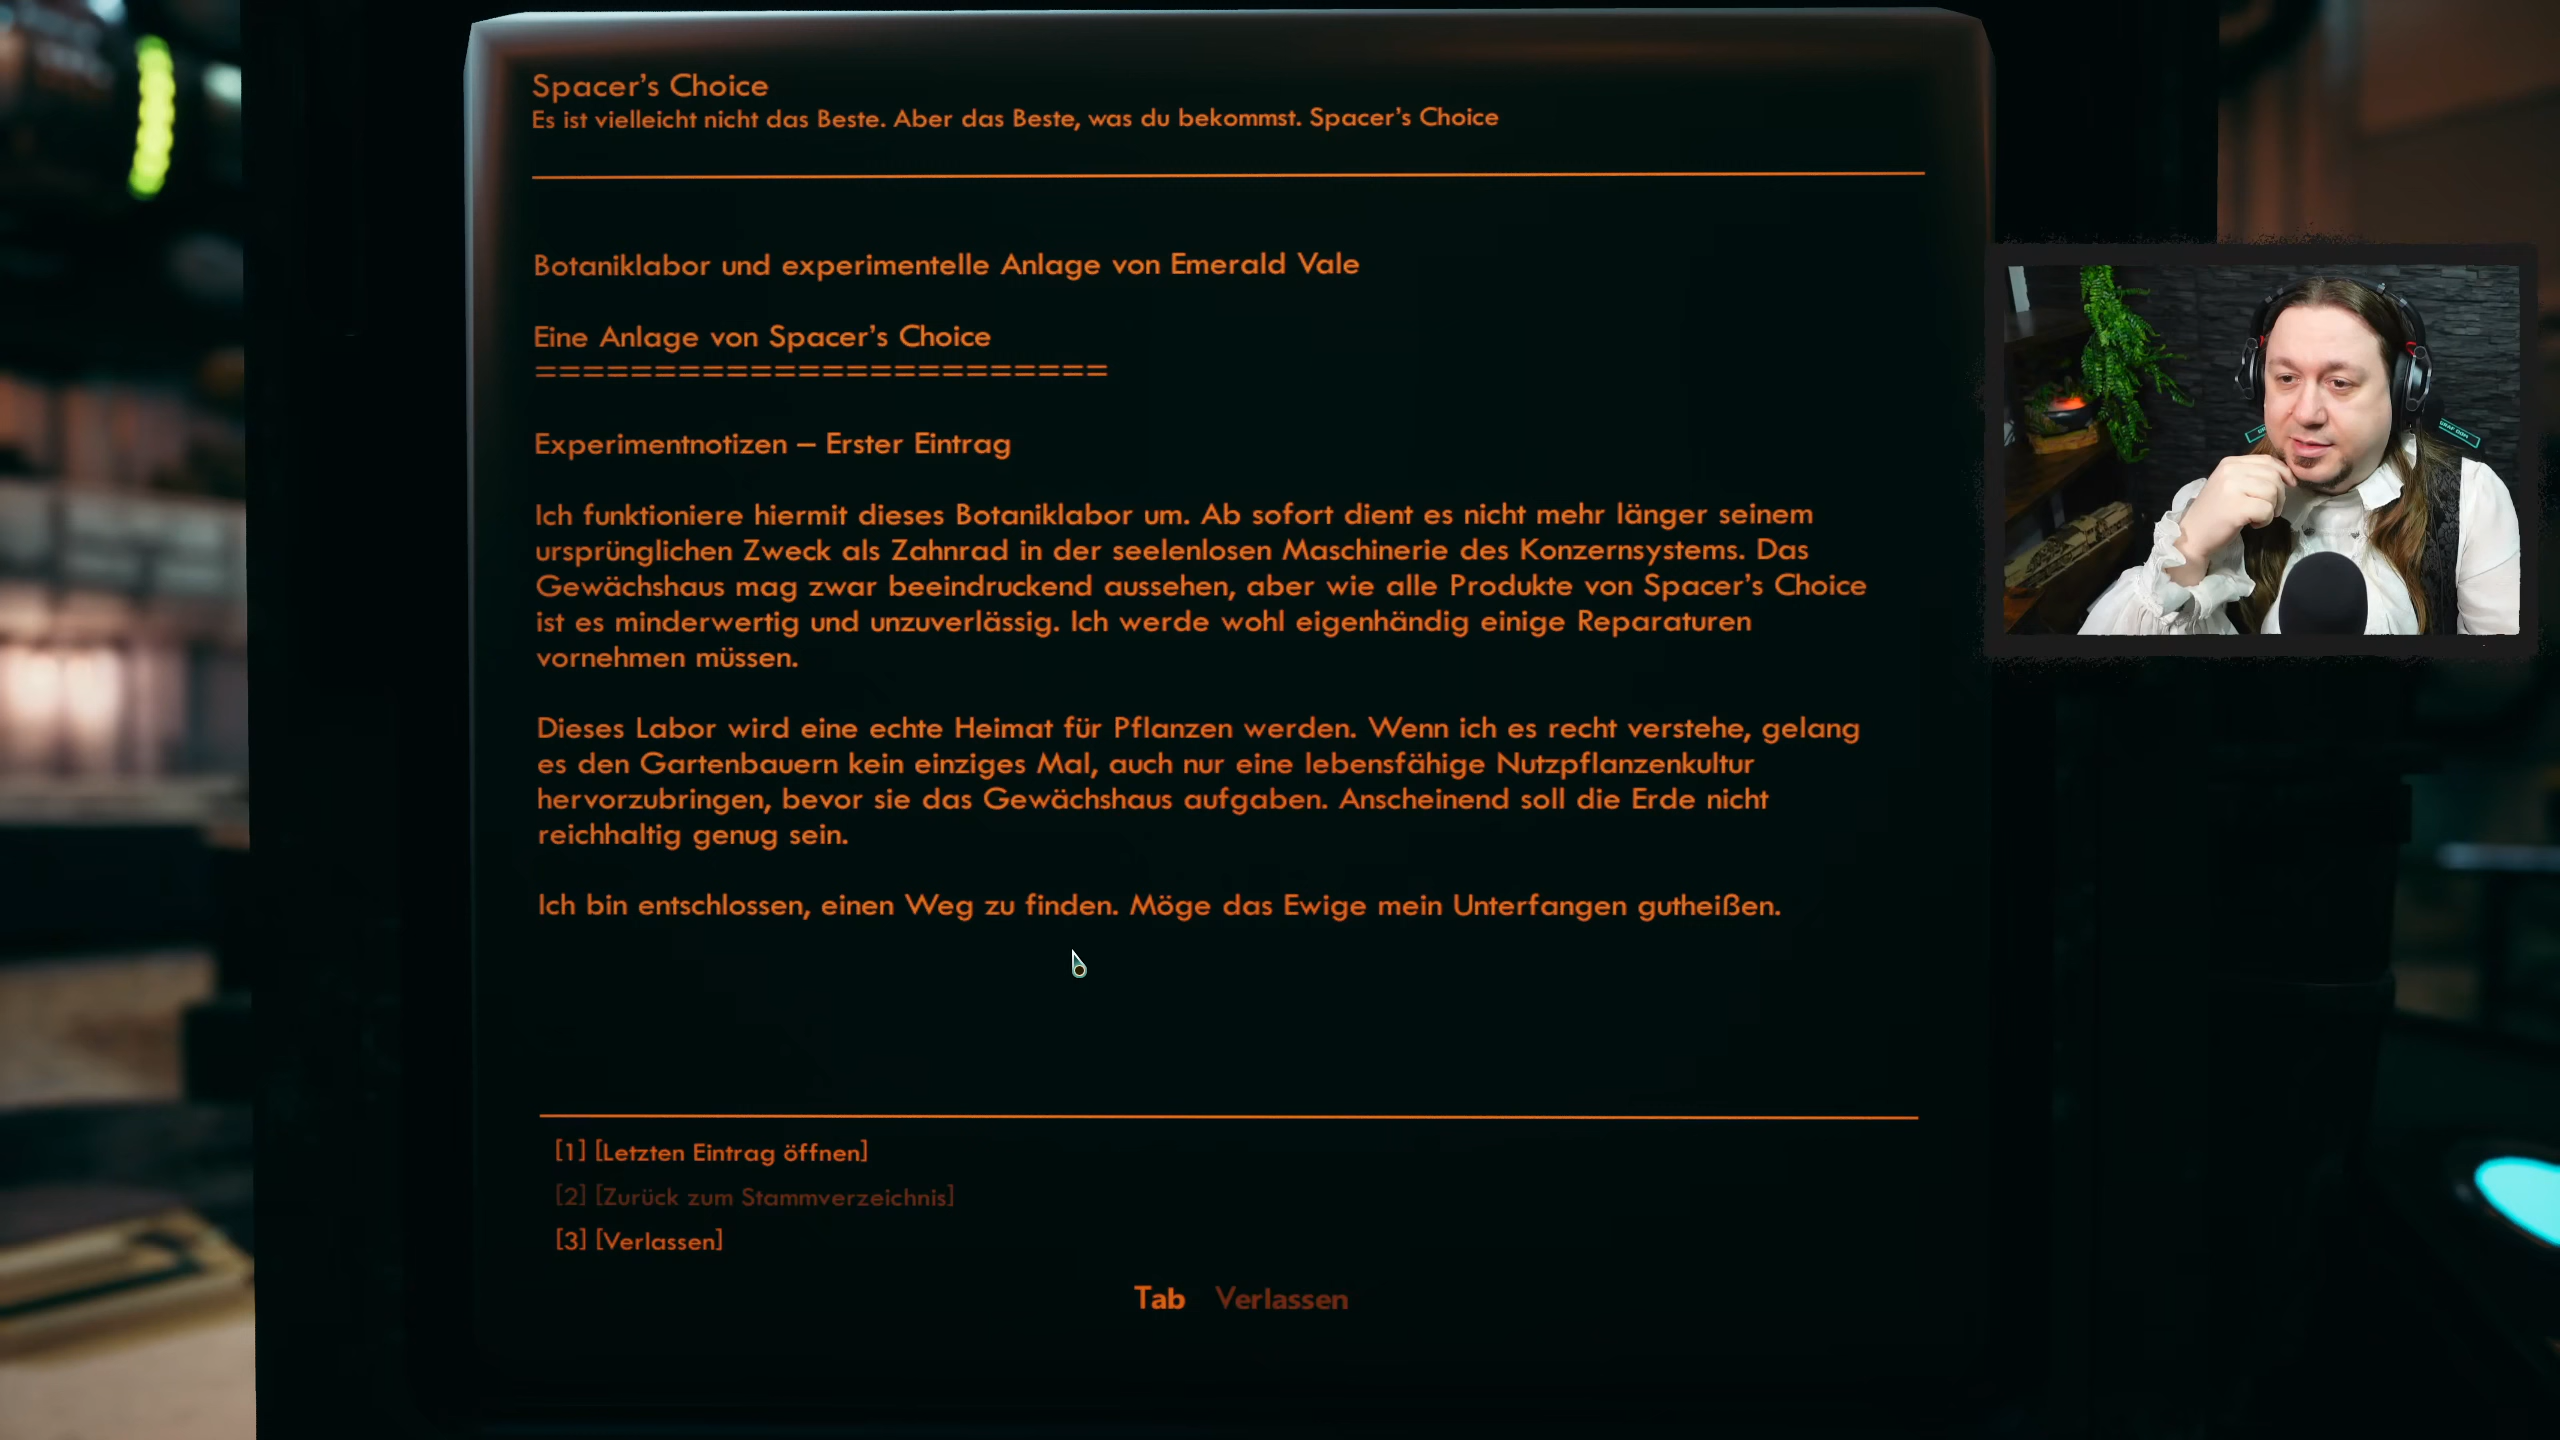 Spacer's Choice
Es ist vielleicht nicht das Beste. Aber das Beste, was du bekommst. Spacer's Choice
Botaniklabor und experimentelle Anlage von Emerald Vale
Eine Anlage von Spacer's Choice
========================
Experimentnotizen – Erster Eintrag
Ich funktioniere hiermit dieses Botaniklabor um. Ab sofort dient es nicht mehr länger seinem
ursprünglichen Zweck als Zahnrad in der seelenlosen Maschinerie des Konzernsystems. Das
Gewächshaus mag zwar beeindruckend aussehen, aber wie alle Produkte von Spacer's Choice
ist es minderwertig und unzuverlässig. Ich werde wohl eigenhändig einige Reparaturen
vornehmen müssen.
Dieses Labor wird eine echte Heimat für Pflanzen werden. Wenn ich es recht verstehe, gelang
es den Gartenbauern kein einziges Mal, auch nur eine lebensfähige Nutzpflanzenkultur
hervorzubringen, bevor sie das Gewächshaus aufgaben. Anscheinend soll die Erde nicht
reichhaltig genug sein.
Ich bin entschlossen, einen Weg zu finden. Möge das Ewige mein Unterfangen gutheißen.
[1] [Letzten Eintrag öffnen]
[2] [Zurück zum Stammverzeichnis]
[3] [Verlassen]
Tab Verlassen
GRAF DOM